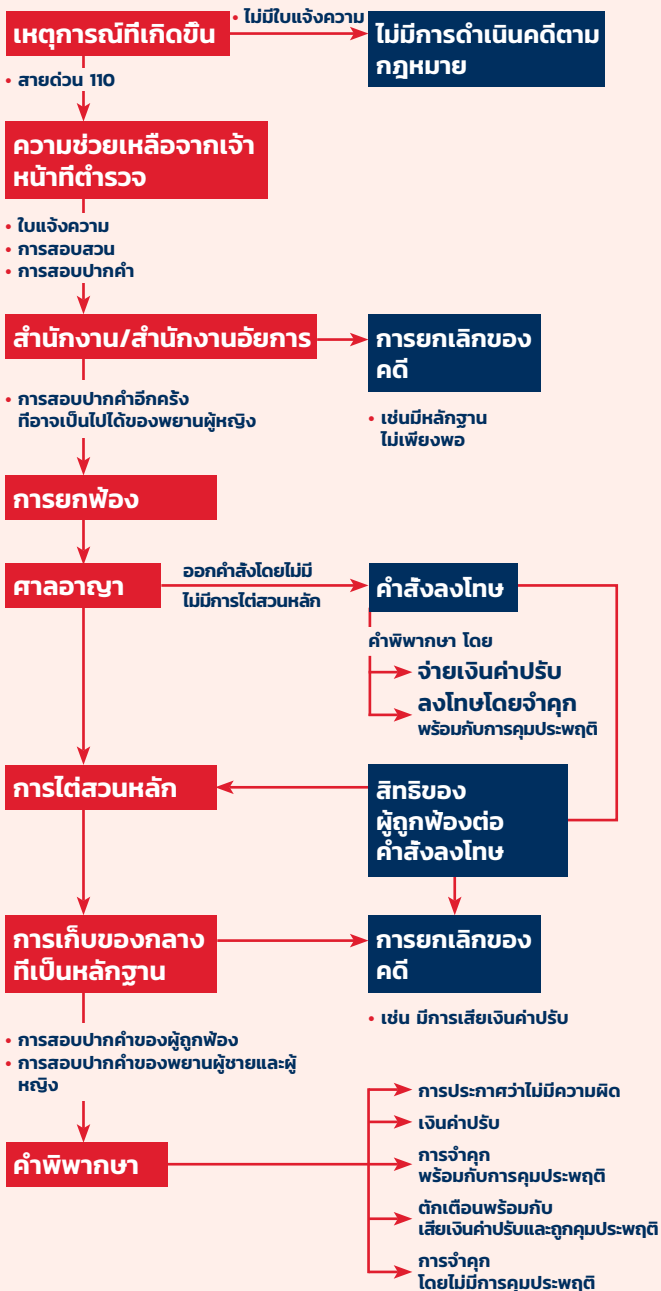 เหตุการณ์ที่เกิดขึ้น
• ไม่มีใบแจ้งความ
ไม่มีการดำเนินคดีตาม
กฎหมาย
• สายด่วน 110
ความช่วยเหลือจากเจ้า
หน้าที่ตำรวจ
• ใบแจ้งความ
• การสอบสวน
• การสอบปากคำ
สำนักงาน/สำนักงานอัยการ
การยกเลิกของ
คดี
• การสอบปากคำอีกครั้ง
ที่อาจเป็นไปได้ของพยานผู้หญิง
• เช่นมีหลักฐาน
ไม่เพียงพอ
การยกฟ้อง
ศาลอาญา
ออกคำสั่งโดยไม่มี
ไม่มีการไต่สวนหลัก
คำสั่งลงโทษ
คำพิพากษา โดย
จ่ายเงินค่าปรับ
ลงโทษโดยจำคุก
พร้อมกับการคุมประพฤติ
การไต่สวนหลัก
สิทธิของ
ผู้ถูกฟ้องต่อ
คำสั่งลงโทษ
การเก็บของกลาง
ที่เป็นหลักฐาน
การยกเลิกของ
คดี
• เช่น มีการเสียเงินค่าปรับ
• การสอบปากคำของผู้ถูกฟ้อง
• การสอบปากคำของพยานผู้ชายและผู้
หญิง
คำพิพากษา
การประกาศว่าไม่มีความผิด
เงินค่าปรับ
การจำคุก
พร้อมกับการคุมประพฤติ
ตักเตือนพร้อมกับ
เสียเงินค่าปรับและถูกคุมประพฤติ
การจำคุก
โดยไม่มีการคุมประพฤติ